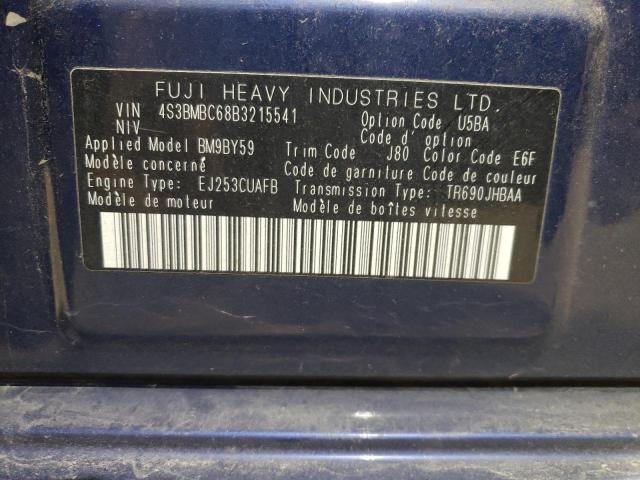 FUJI HEAVY INDUSTRIES LTD.
VIN 4S3BMBC68B3215541 Option Code U5BA
NIV Code d' option
Applied Model BM9BY59 Trim Code J80 Color Code E6F
Modèle concerné Code de garniture Code de couleur
Engine Type: EJ253CUAFB Transmission Type: TR690JHBAA
Modèle de moteur Modèle de boîtes vitesse